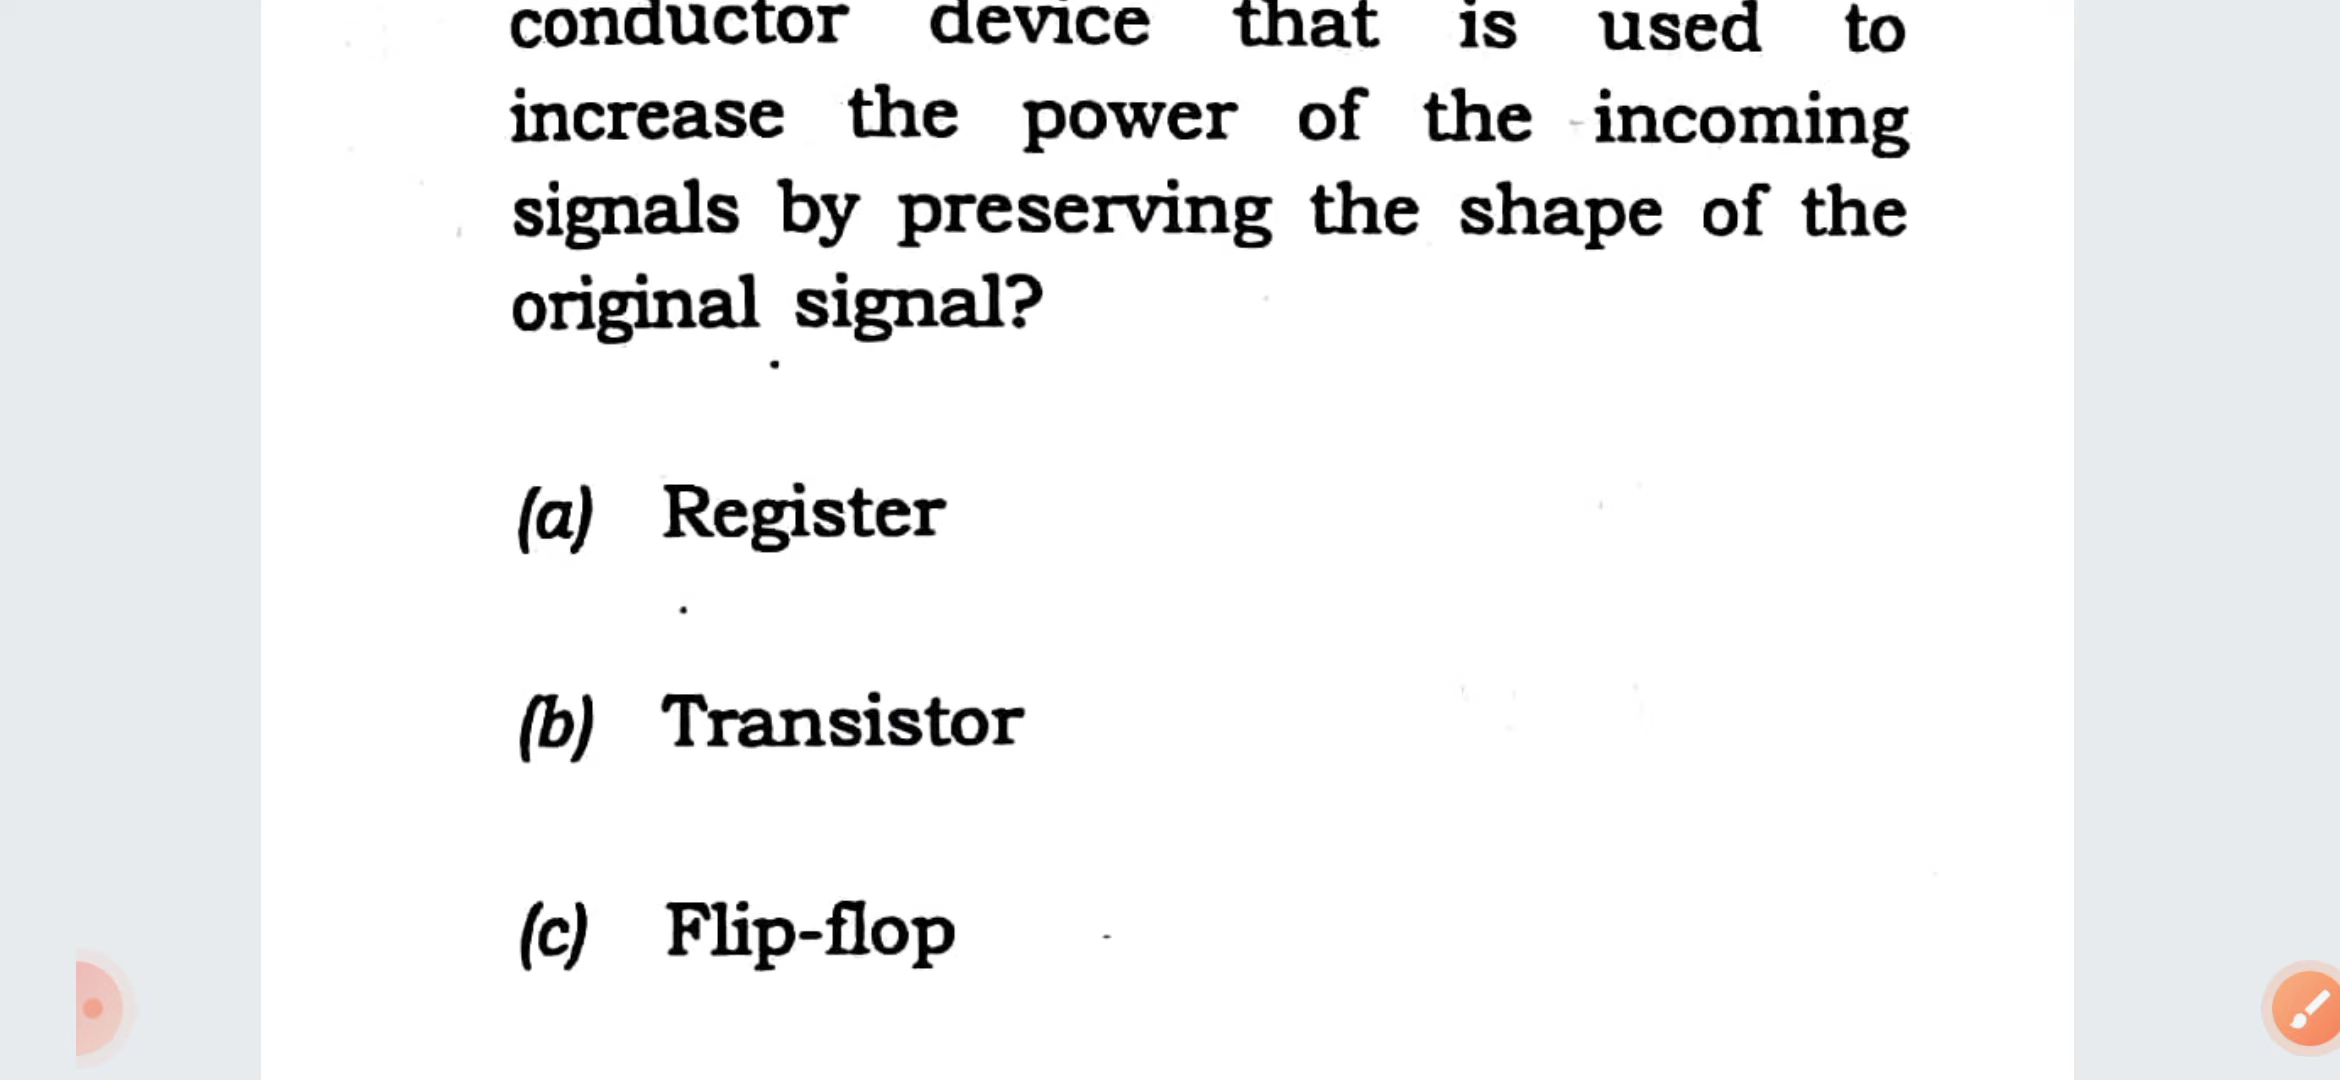 conductor device that is used to
increase the power of the incoming
signals by preserving the shape of the
original signal?
(a) Register
(b) Transistor
(c) Flip-flop